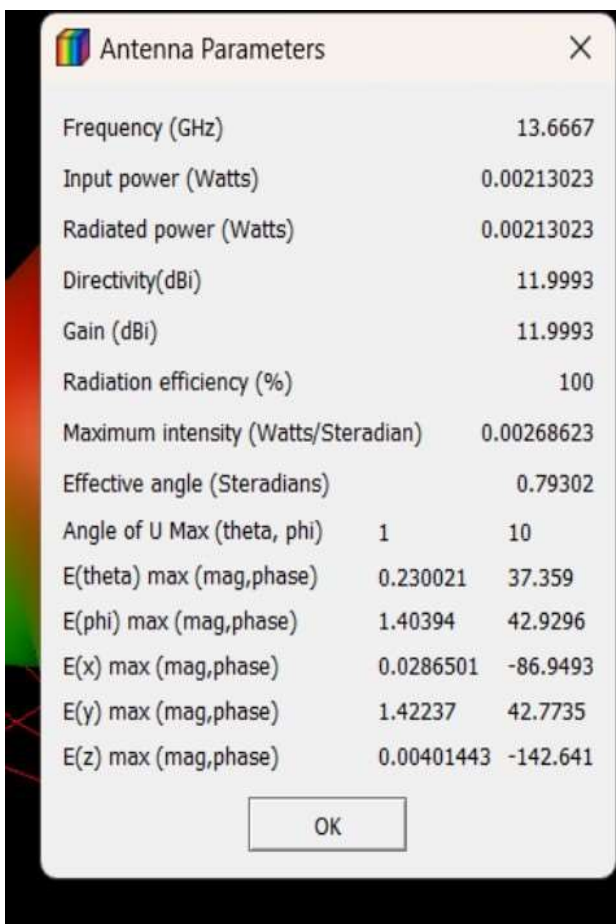 Antenna Parameters
Frequency (GHz) 13.6667
Input power (Watts) 0.00213023
Radiated power (Watts) 0.00213023
Directivity(dBi) 11.9993
Gain (dBi) 11.9993
Radiation efficiency (%) 100
Maximum intensity (Watts/Steradian) 0.00268623
Effective angle (Steradians) 0.79302
Angle of U Max (theta, phi) 1 10
E(theta) max (mag,phase) 0.230021 37.359
E(phi) max (mag,phase) 1.40394 42.9296
E(x) max (mag,phase) 0.0286501 -86.9493
E(y) max (mag,phase) 1.42237 42.7735
E(z) max (mag,phase) 0.00401443 -142.641
OK